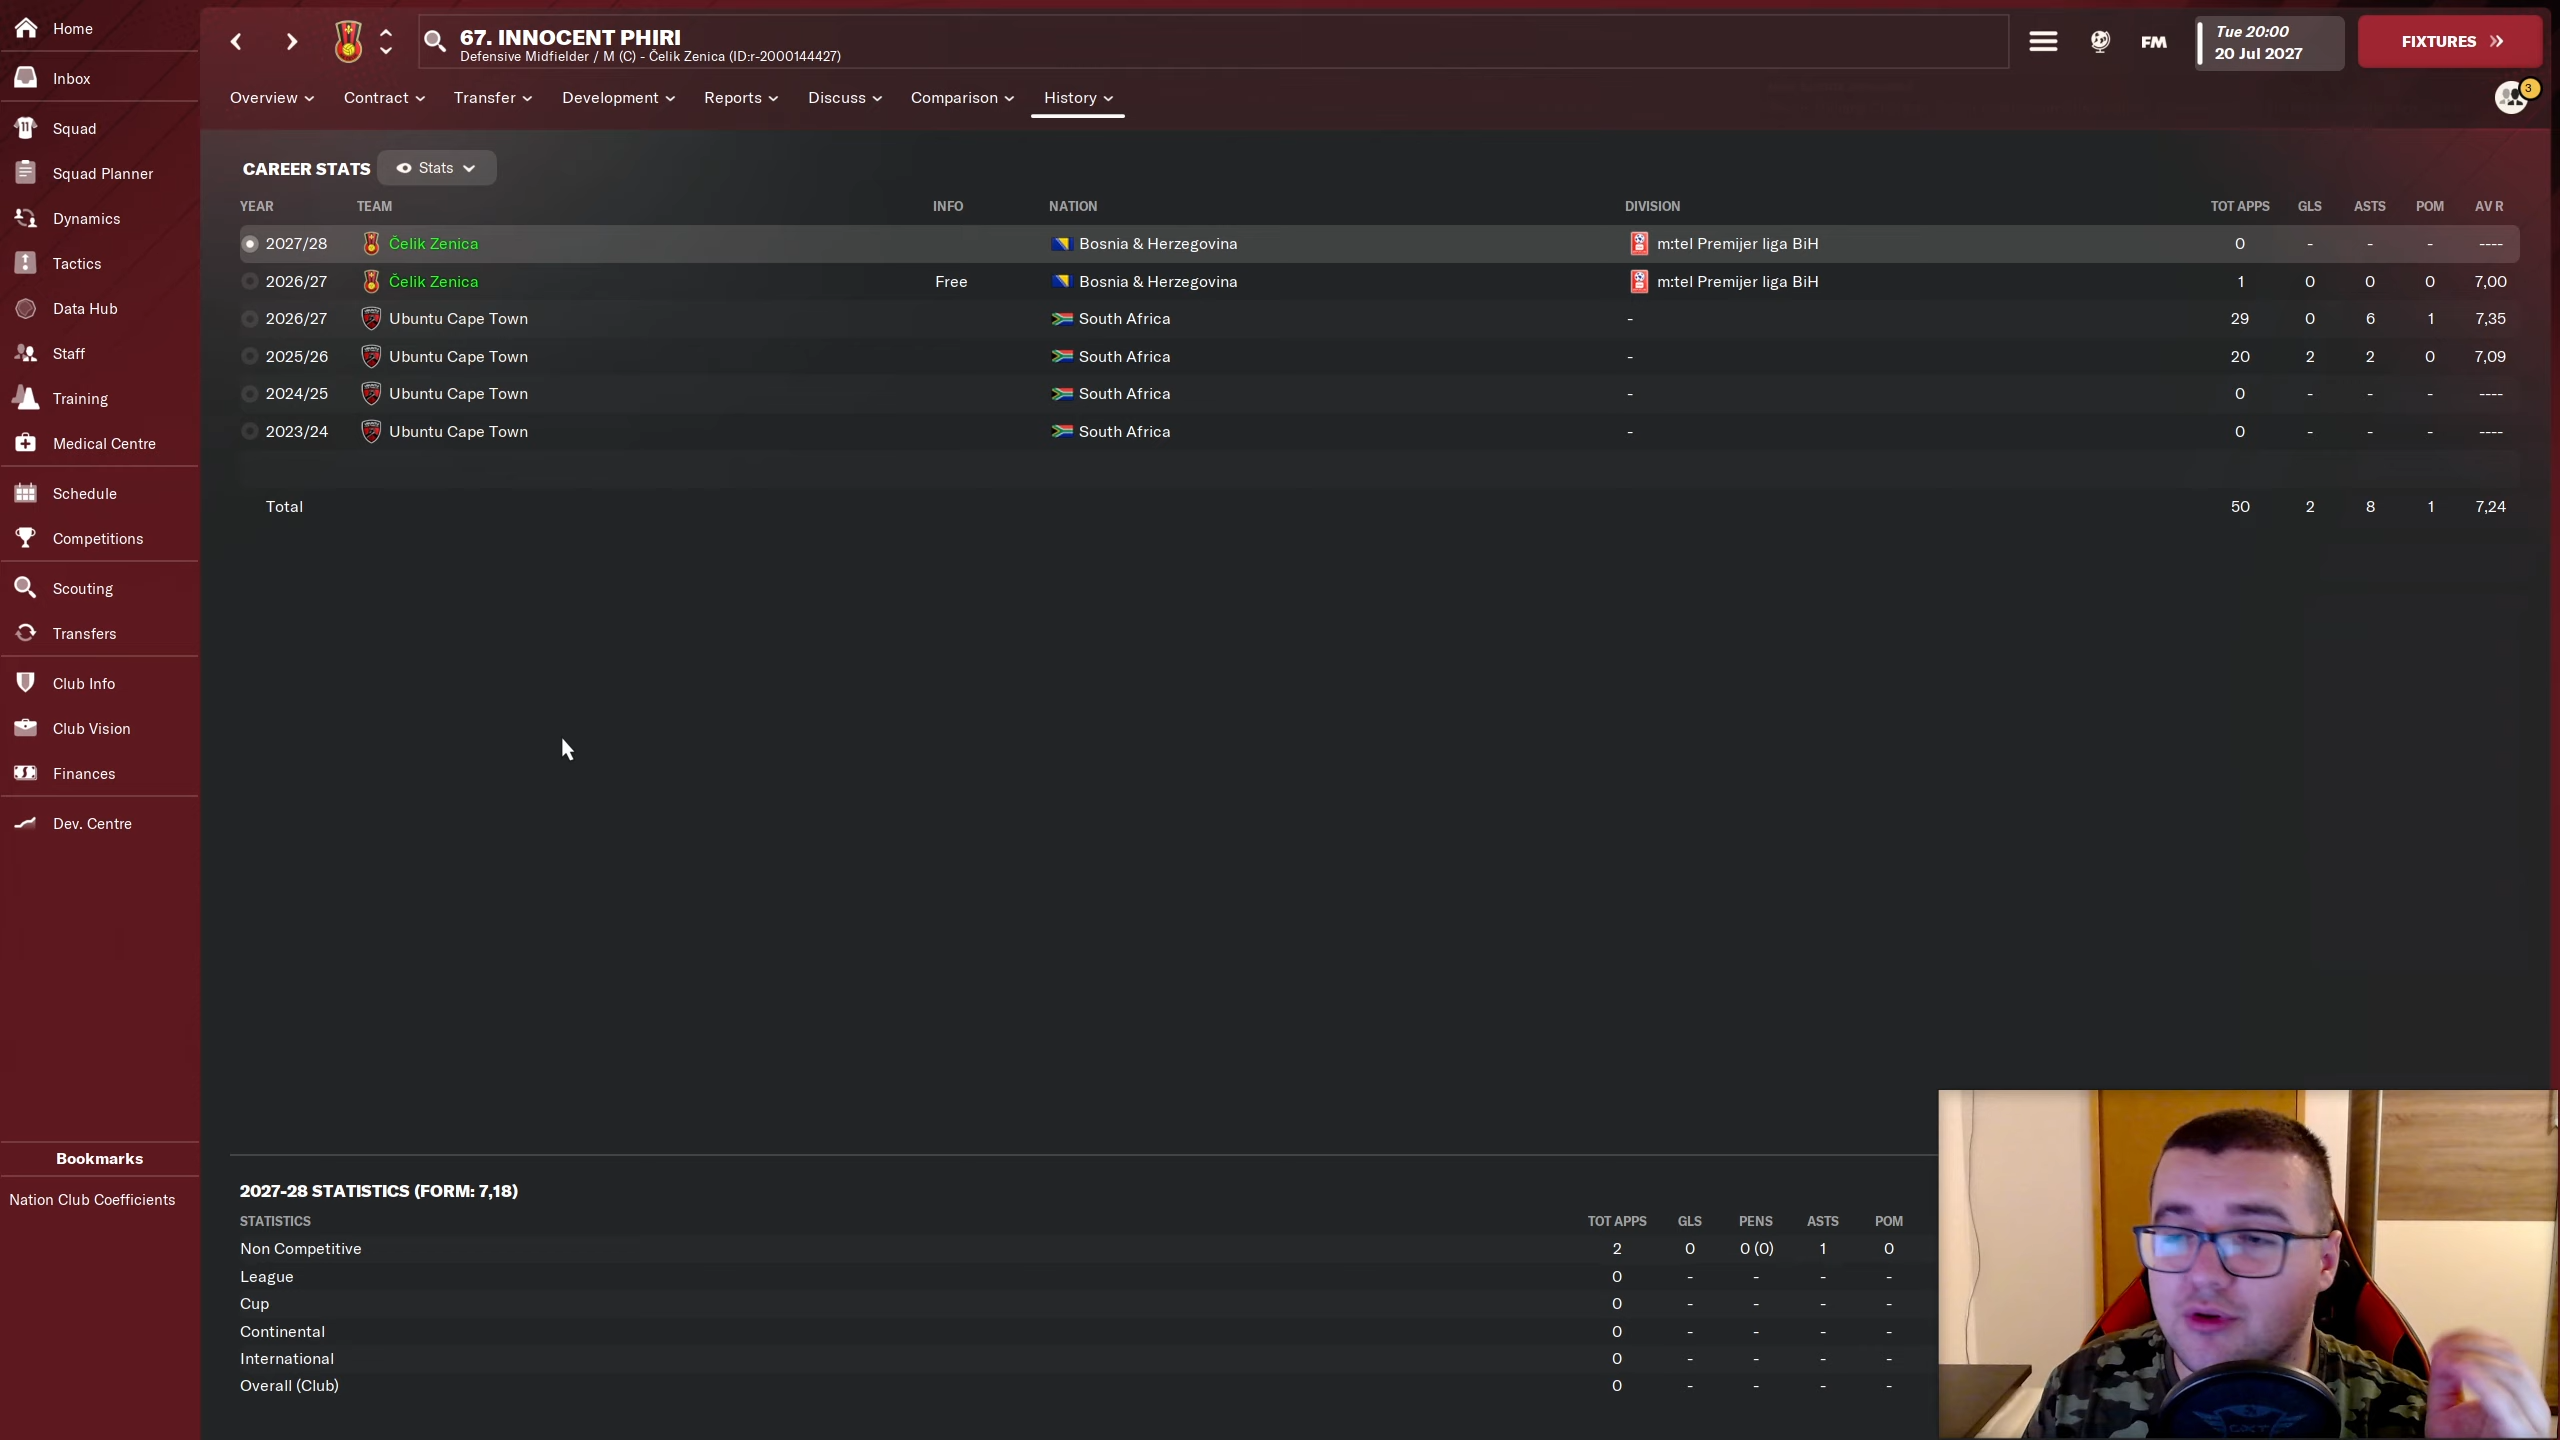 Home
Inbox
Squad
Squad Planner
Dynamics
Tactics
Data Hub
Staff
Training
Medical Centre
Schedule
Competitions
Scouting
Transfers
Club Info
Club Vision
Finances
Dev. Centre
Bookmarks
Nation Club Coefficients
67. INNOCENT PHIRI
Defensive Midfielder / M (C) - Čelik Zenica (ID:r-2000144427)
FM
Tue 20:00
20 Jul 2027
FIXTURES
3
Overview Contract Transfer Development Reports Discuss Comparison History
CAREER STATS Stats
YEAR TEAM INFO NATION DIVISION TOT APPS GLS ASTS POM AV R
2027/28 Čelik Zenica Bosnia & Herzegovina m:tel Premijer liga BiH 0 - - - ----
2026/27 Čelik Zenica Free Bosnia & Herzegovina m:tel Premijer liga BiH 1 0 0 0 7,00
2026/27 Ubuntu Cape Town South Africa - 29 0 6 1 7,35
2025/26 Ubuntu Cape Town South Africa - 20 2 2 0 7,09
2024/25 Ubuntu Cape Town South Africa - 0 - - - ----
2023/24 Ubuntu Cape Town South Africa - 0 - - - ----
Total 50 2 8 1 7,24
2027-28 STATISTICS (FORM: 7,18)
STATISTICS TOT APPS GLS PENS ASTS POM
Non Competitive 2 0 0 (0) 1 0
League 0 - - - -
Cup 0 - - - -
Continental 0 - - - -
International 0 - - - -
Overall (Club) 0 - - - -